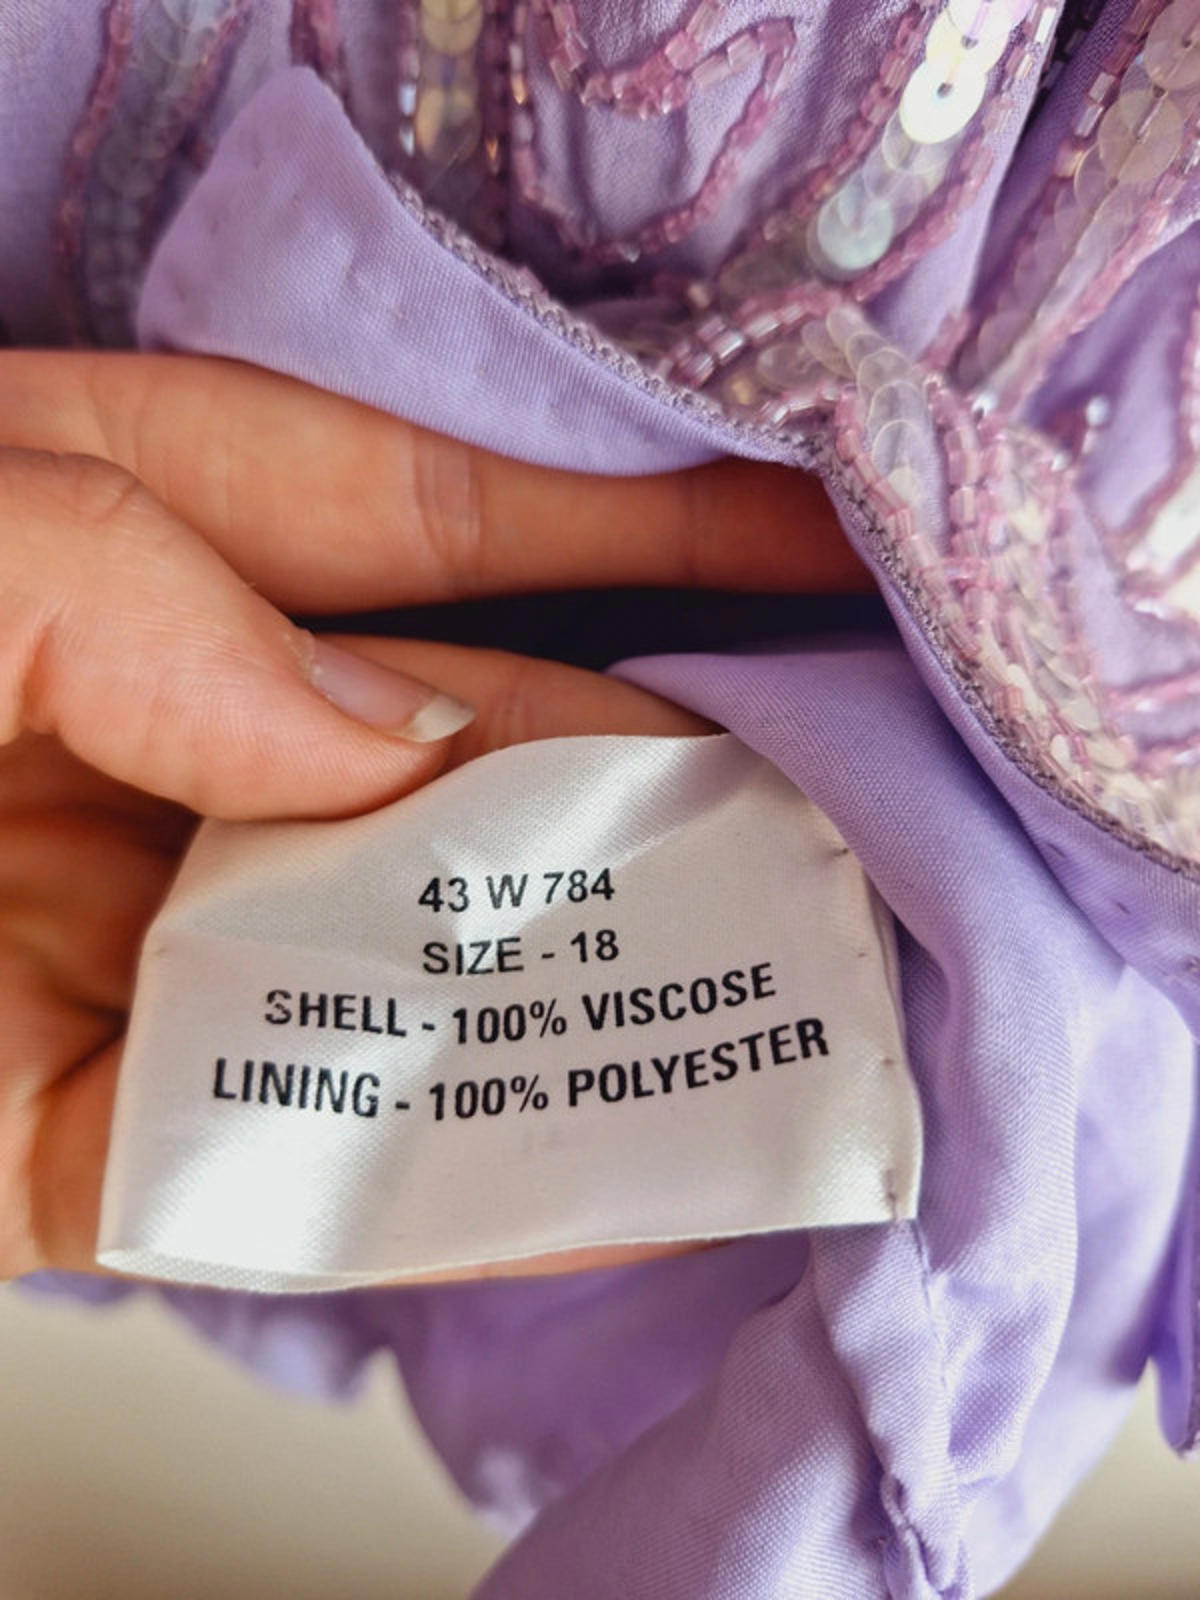 43 W 784
SIZE - 18
SHELL - 100% VISCOSE
LINING - 100% POLYESTER